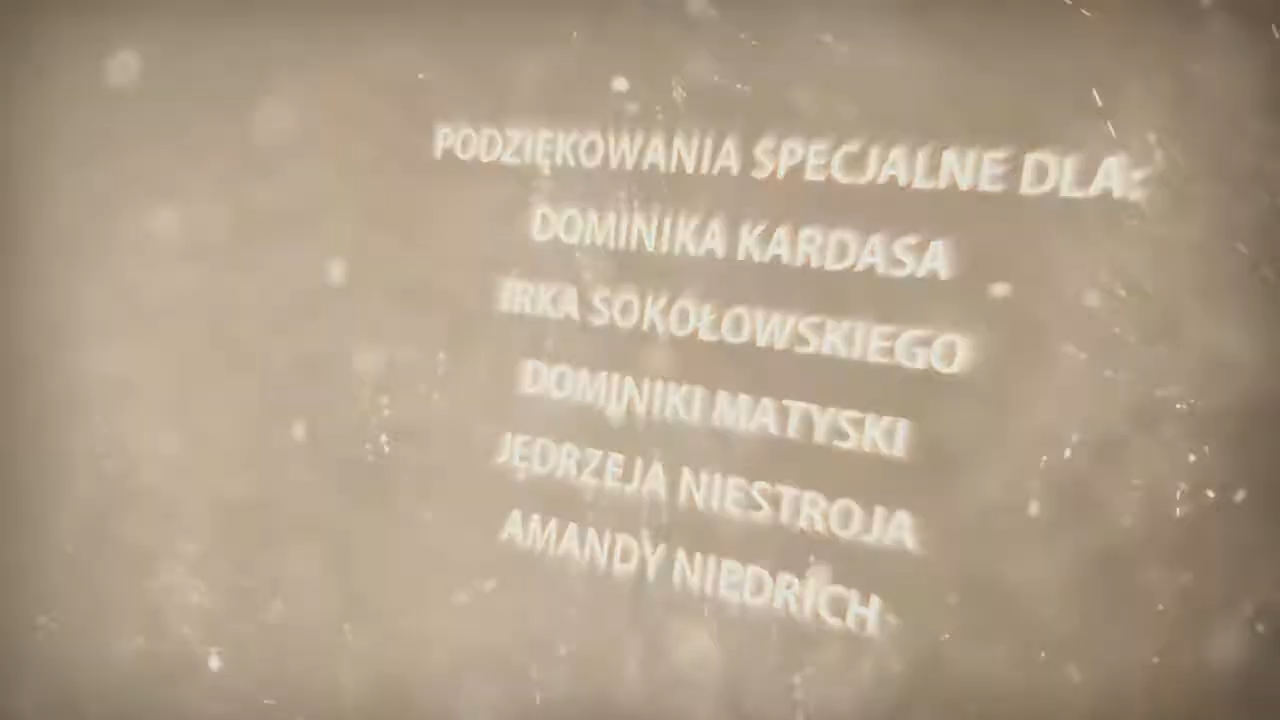 PODZIĘKOWANIA SPECJALNE DLA:
DOMINIKA KARDASA
IRKA SOKOŁOWSKIEGO
DOMINIKI MATYSKI
JĘDRZEJA NIESTROJA
AMANDY NIEDRICH